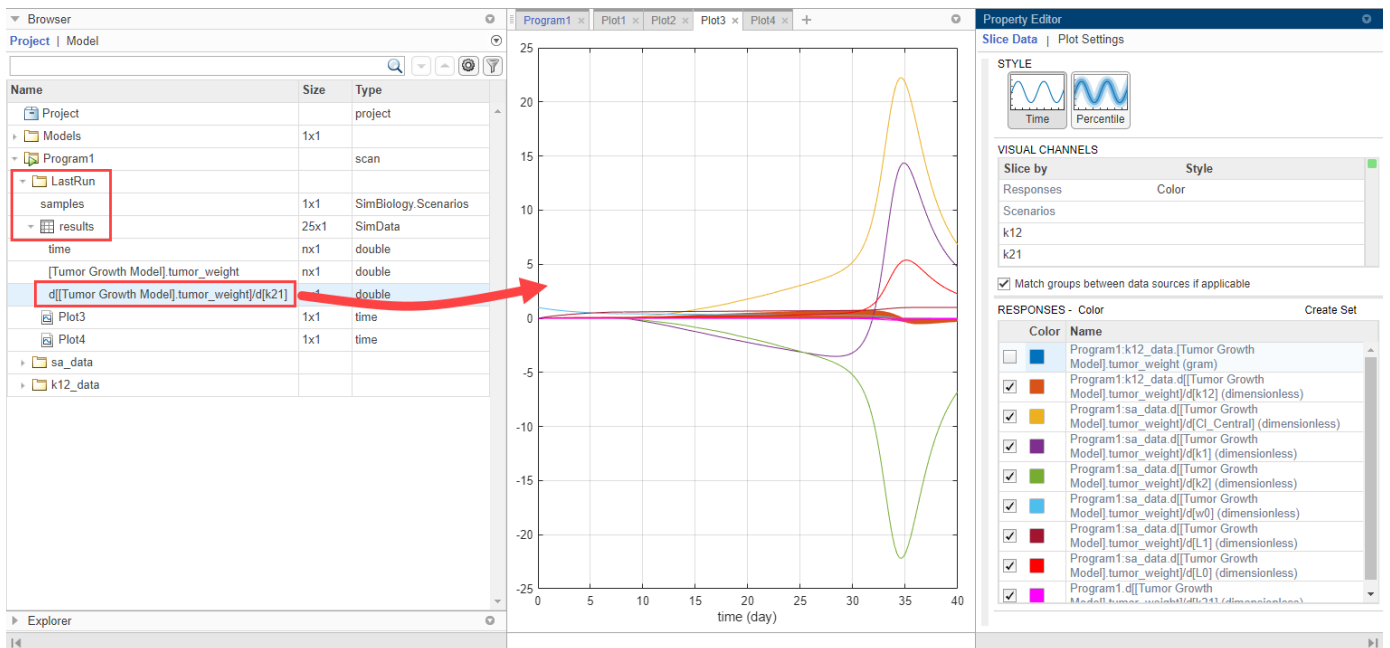 Browser
Project | Model
Name Size Type
Project project
Models 1x1
Program1 scan
LastRun
samples 1x1 SimBiology.Scenarios
results 25x1 SimData
time nx1 double
[Tumor Growth Model].tumor_weight nx1 double
d[[Tumor Growth Model].tumor_weight]/d[k21] double
Plot3 1x1 time
Plot4 1x1 time
sa_data
k12_data
Explorer
Program1 Plot1 Plot2 Plot3 Plot4 +
25
20
15
10
5
0
-5
-10
-15
-20
-25
0 5 10 15 20 25 30 35 40
time (day)
Property Editor
Slice Data | Plot Settings
STYLE
Time Percentile
VISUAL CHANNELS
Slice by Style
Responses Color
Scenarios
k12
k21
Match groups between data sources if applicable
RESPONSES - Color Create Set
Color Name
Program1:k12_data.[Tumor Growth
Model].tumor_weight (gram)
Program1:k12_data.d[[Tumor Growth
Model].tumor_weight]/d[k12] (dimensionless)
Program1:sa_data.d[[Tumor Growth
Model].tumor_weight]/d[Cl_Central] (dimensionless)
Program1:sa_data.d[[Tumor Growth
Model].tumor_weight]/d[k1] (dimensionless)
Program1:sa_data.d[[Tumor Growth
Model].tumor_weight]/d[k2] (dimensionless)
Program1:sa_data.d[[Tumor Growth
Model].tumor_weight]/d[w0] (dimensionless)
Program1:sa_data.d[[Tumor Growth
Model].tumor_weight]/d[L1] (dimensionless)
Program1:sa_data.d[[Tumor Growth
Model].tumor_weight]/d[L0] (dimensionless)
Program1.d[[Tumor Growth
Model].tumor_weight]/d[k21] (dimensionless)